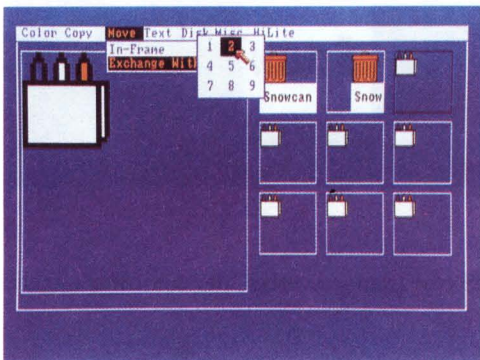 Color Copy Move Text Disk Misc HiLite
In-Frame
Exchange With
1 2 3
4 5 6
7 8 9
Snowcan
Snow